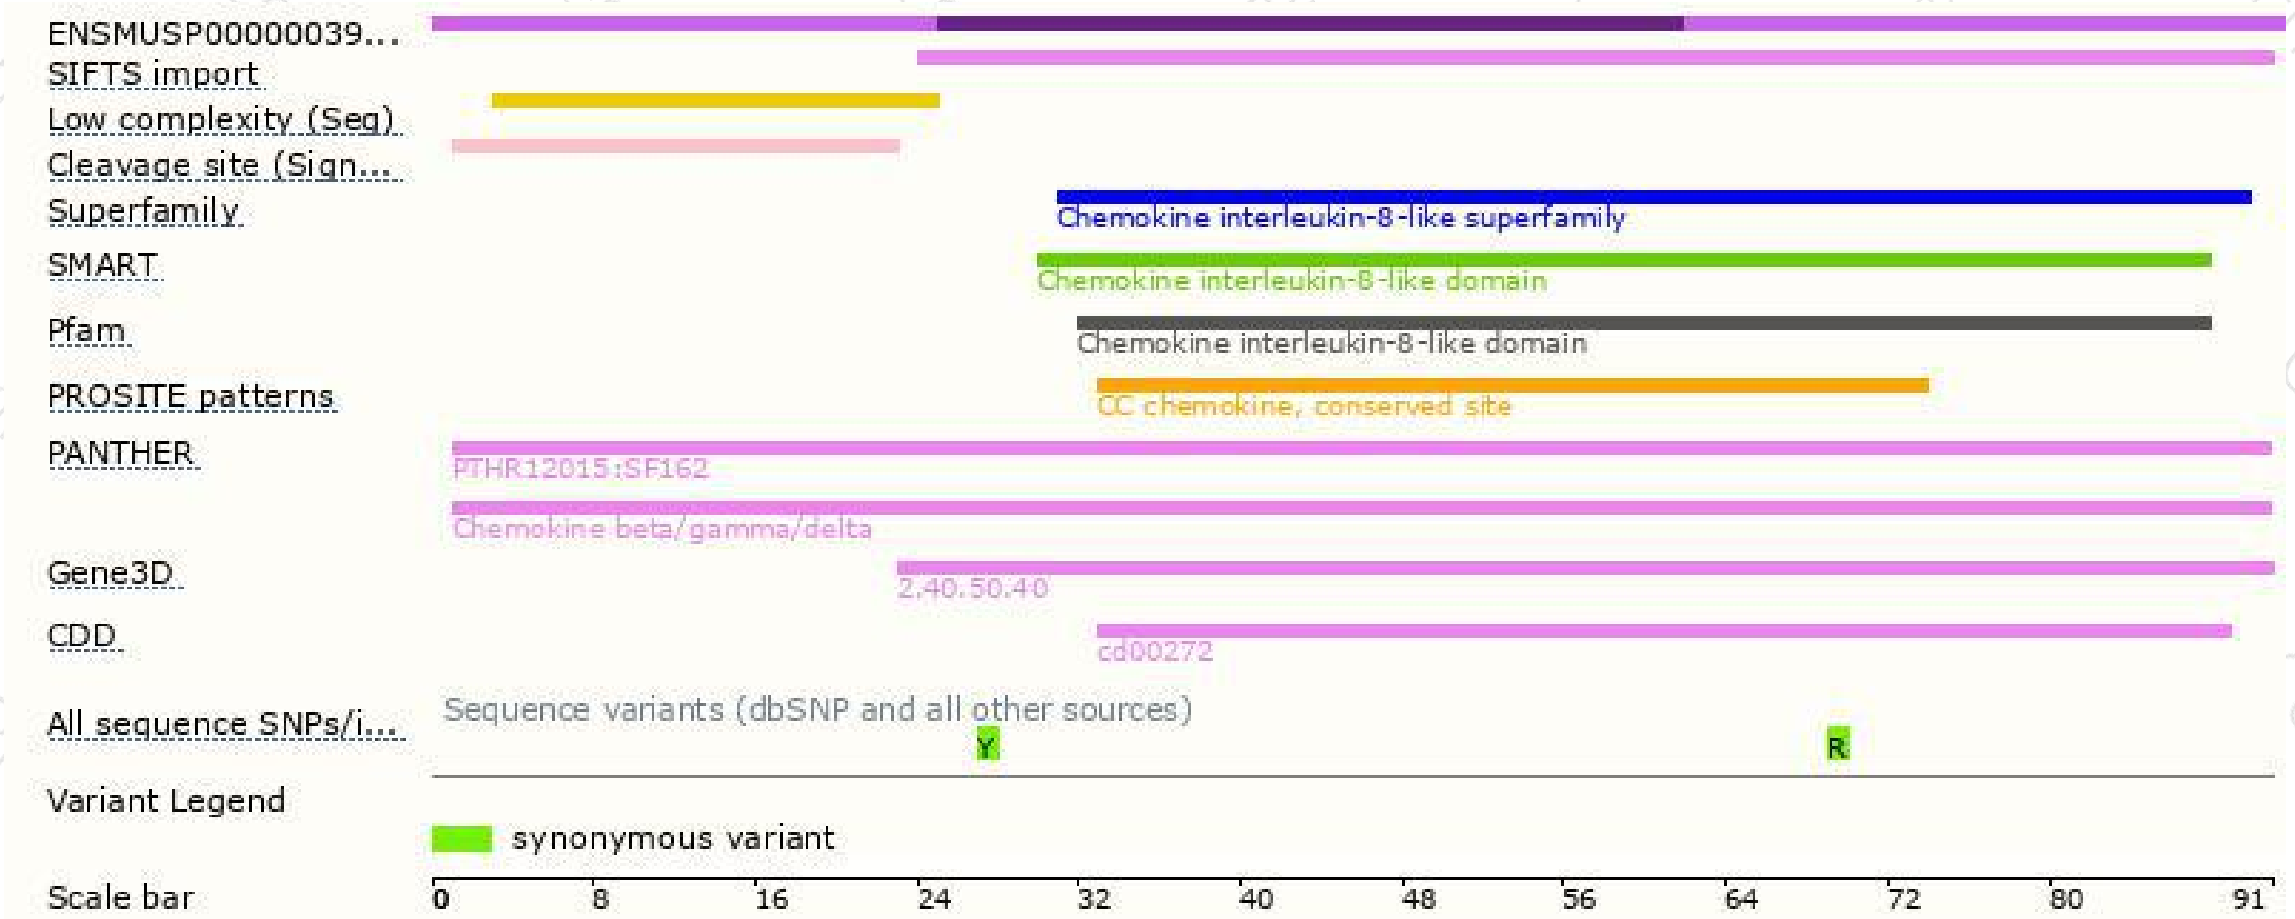 ENSMUSP00000039...
SIFTS import
Low complexity (Seg)
Cleavage site (Sign...
Superfamily
Chemokine interleukin-8-like superfamily
SMART
Chemokine interleukin-8-like domain
Pfam
Chemokine interleukin-8-like domain
PROSITE patterns
CC chemokine, conserved site
PANTHER
PTHR12015:SF162
Chemokine beta/gamma/delta
Gene3D
2.40.50.40
CDD
cd00272
Sequence variants (dbSNP and all other sources)
All sequence SNPs/i...
Y R
Variant Legend
synonymous variant
Scale bar 0 8 16 24 32 40 48 56 64 72 80 91